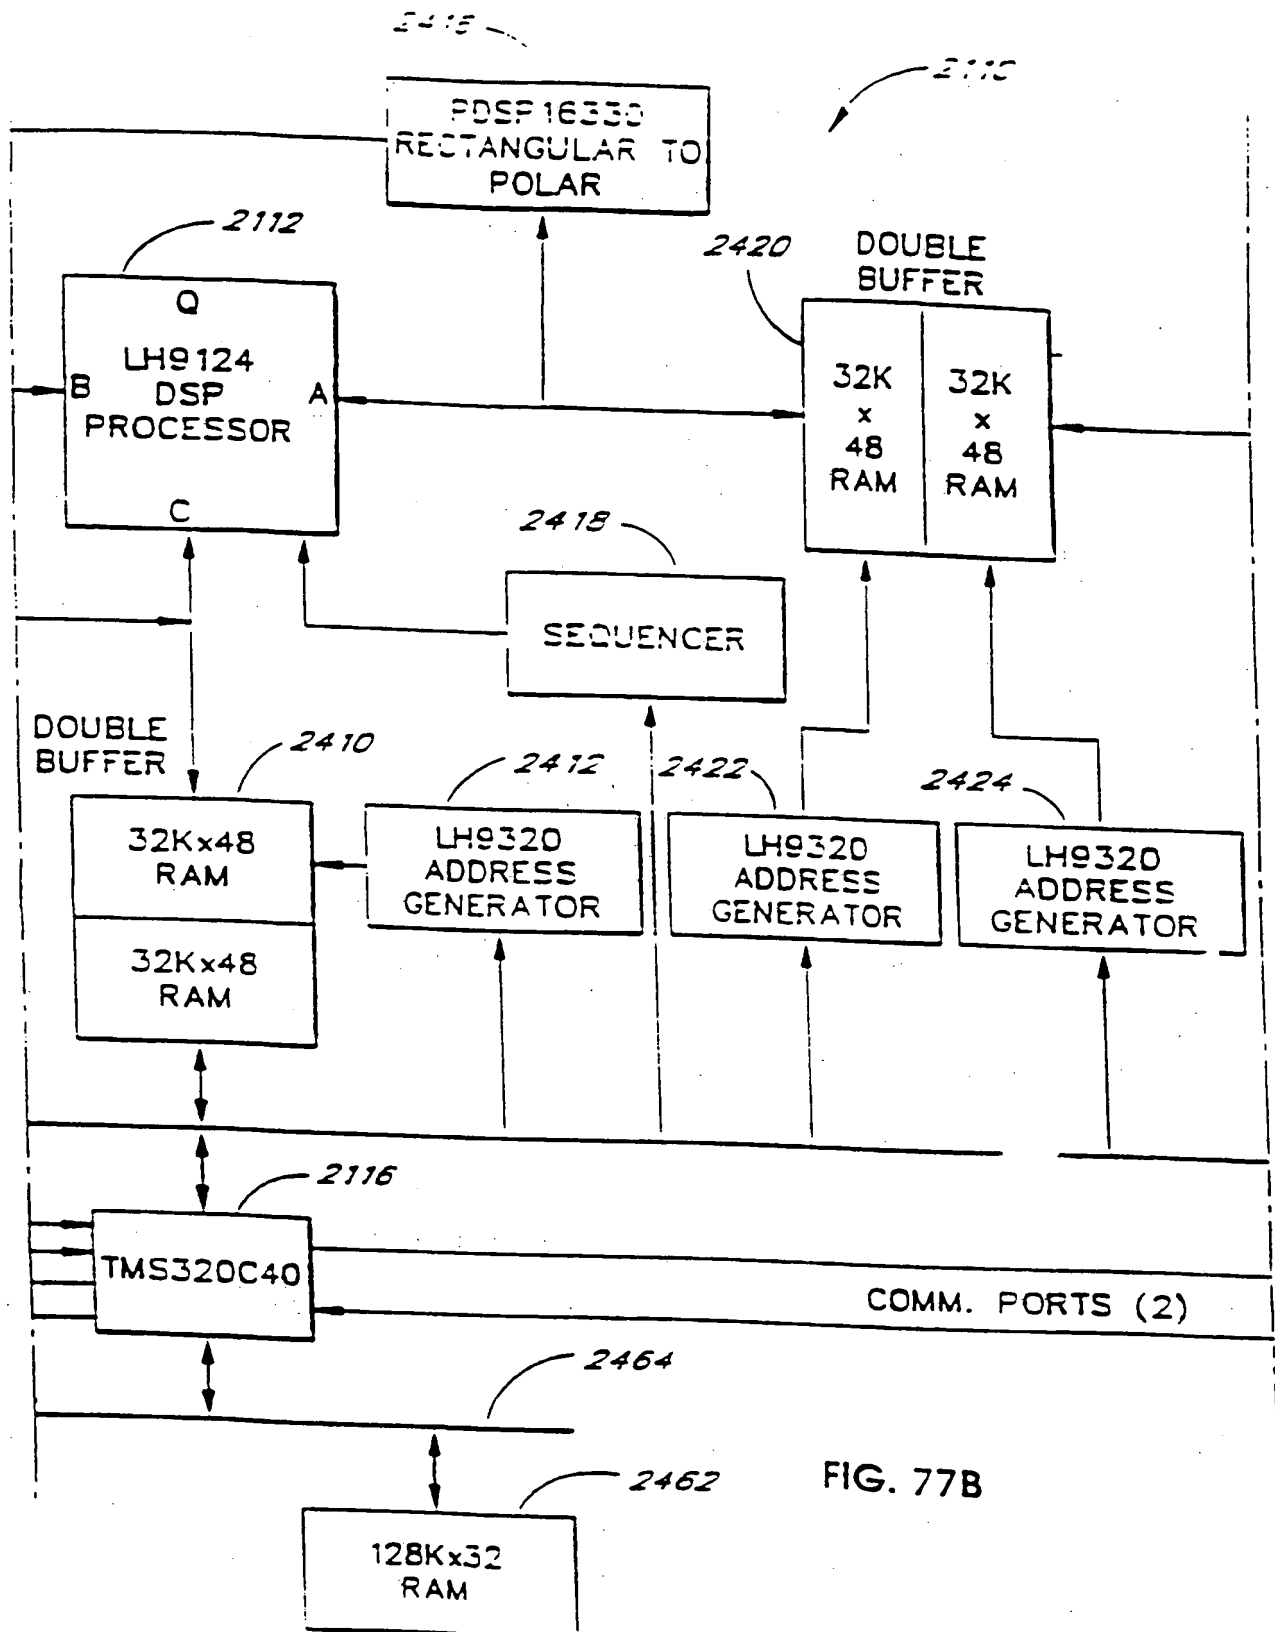 2110
PDSP16330
RECTANGULAR TO
POLAR
2112
2420
DOUBLE
BUFFER
Q
LH9124
DSP
PROCESSOR
B
A
C
32K
x
48
RAM
32K
x
48
RAM
2418
SEQUENCER
DOUBLE
BUFFER
2410
2412
2422
2424
32Kx48
RAM
32Kx48
RAM
LH9320
ADDRESS
GENERATOR
LH9320
ADDRESS
GENERATOR
LH9320
ADDRESS
GENERATOR
2116
TMS320C40
COMM. PORTS (2)
2464
2462
128Kx32
RAM
FIG. 77B